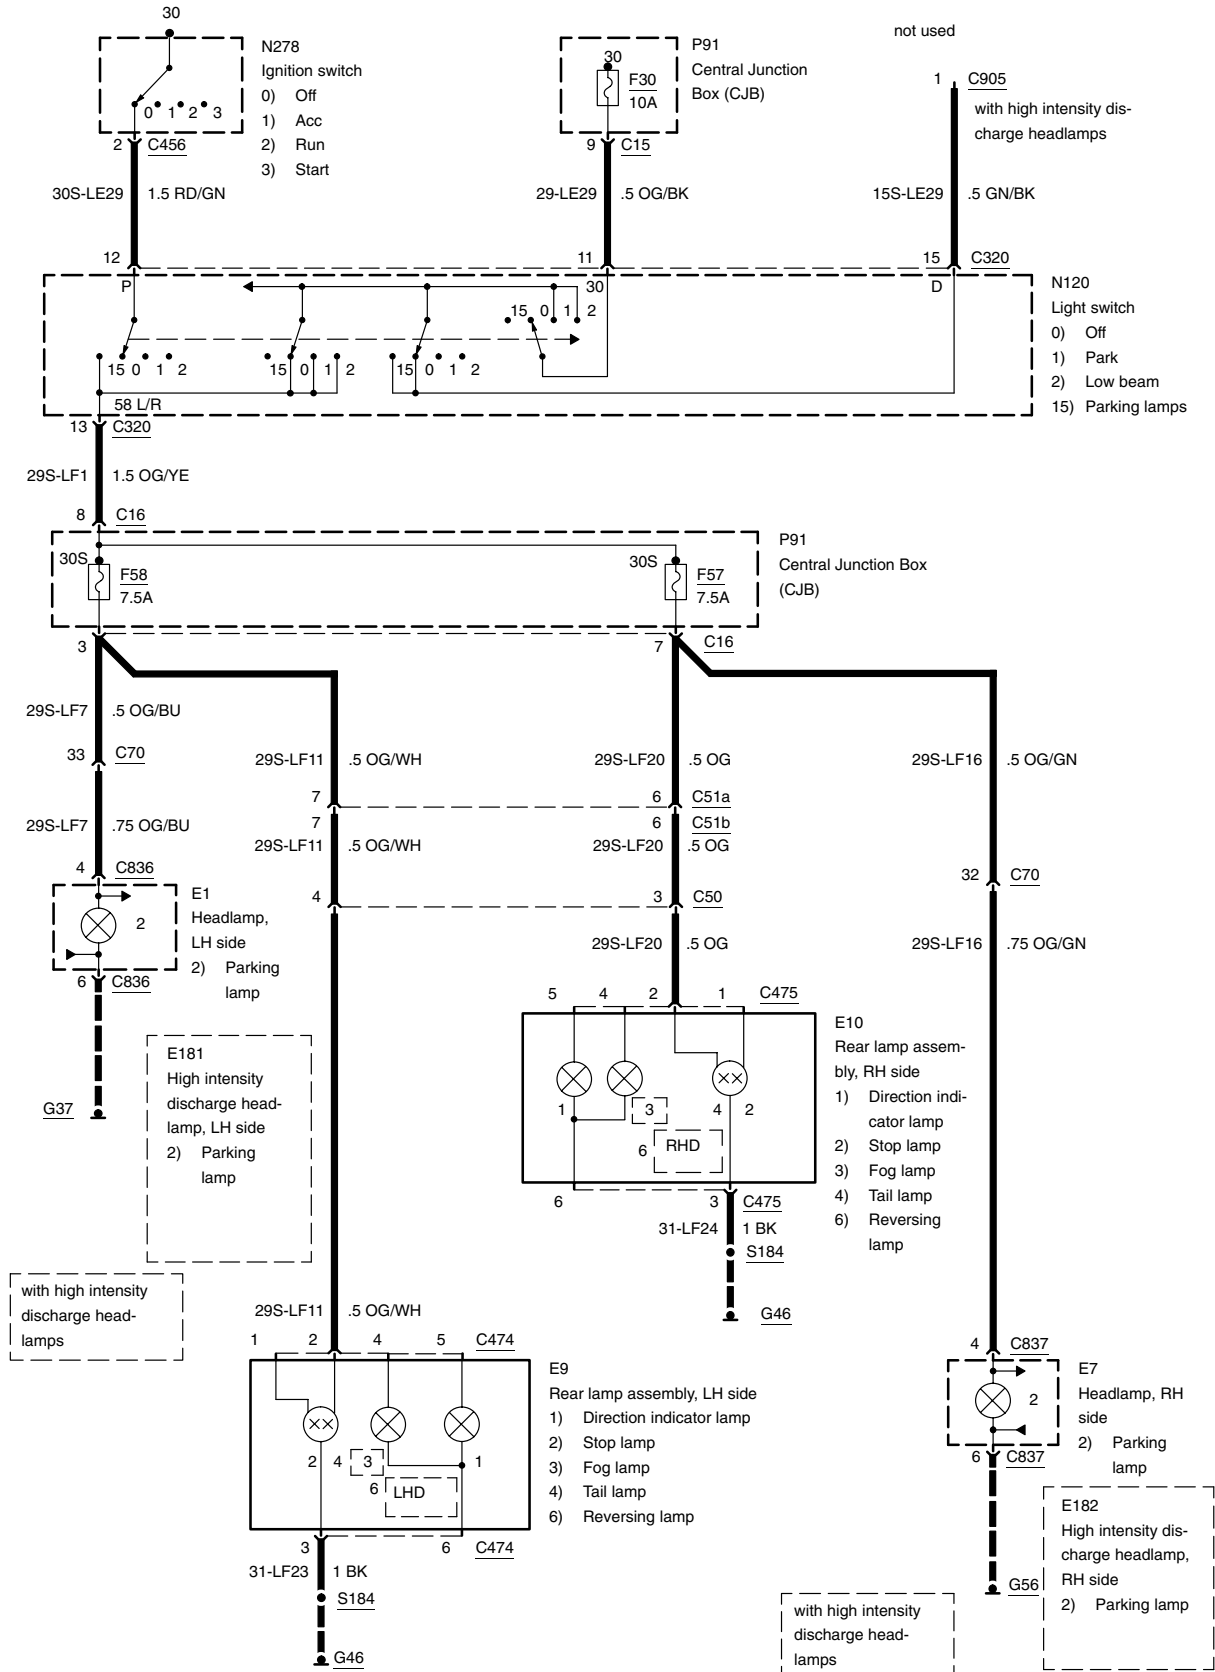 30
N278
Ignition switch
0) Off
1) Acc
2) Run
3) Start
0 1 2 3
2 C456
30S-LE29 1.5 RD/GN
30
F30
10A
P91
Central Junction
Box (CJB)
9 C15
29-LE29 .5 OG/BK
not used
1 C905
with high intensity dis-
charge headlamps
15S-LE29 .5 GN/BK
12
11
15 C320
P
30
D
15 0 1 2
15 0 1 2
15 0 1 2
15 0 1 2
58 L/R
N120
Light switch
0) Off
1) Park
2) Low beam
15) Parking lamps
13 C320
29S-LF1 1.5 OG/YE
8 C16
30S
F58
7.5A
30S
F57
7.5A
P91
Central Junction Box
(CJB)
3
7 C16
29S-LF7 .5 OG/BU
33 C70
29S-LF7 .75 OG/BU
4 C836
2
E1
Headlamp,
LH side
2) Parking
lamp
6 C836
G37
29S-LF11 .5 OG/WH
7
7
29S-LF11 .5 OG/WH
4
29S-LF20 .5 OG
6 C51a
6 C51b
29S-LF20 .5 OG
3 C50
29S-LF20 .5 OG
29S-LF16 .5 OG/GN
32 C70
29S-LF16 .75 OG/GN
E181
High intensity
discharge head-
lamp, LH side
2) Parking
lamp
with high intensity
discharge head-
lamps
5 4 2 1 C475
1 3 4 2
6 RHD
E10
Rear lamp assem-
bly, RH side
1) Direction indi-
cator lamp
2) Stop lamp
3) Fog lamp
4) Tail lamp
6) Reversing
lamp
6 3 C475
31-LF24 1 BK
S184
G46
29S-LF11 .5 OG/WH
1 2 4 5 C474
2 4 3 1
6 LHD
E9
Rear lamp assembly, LH side
1) Direction indicator lamp
2) Stop lamp
3) Fog lamp
4) Tail lamp
6) Reversing lamp
3 6 C474
31-LF23 1 BK
S184
G46
4 C837
2
E7
Headlamp, RH
side
2) Parking
lamp
6 C837
G56
E182
High intensity dis-
charge headlamp,
RH side
2) Parking lamp
with high intensity
discharge head-
lamps